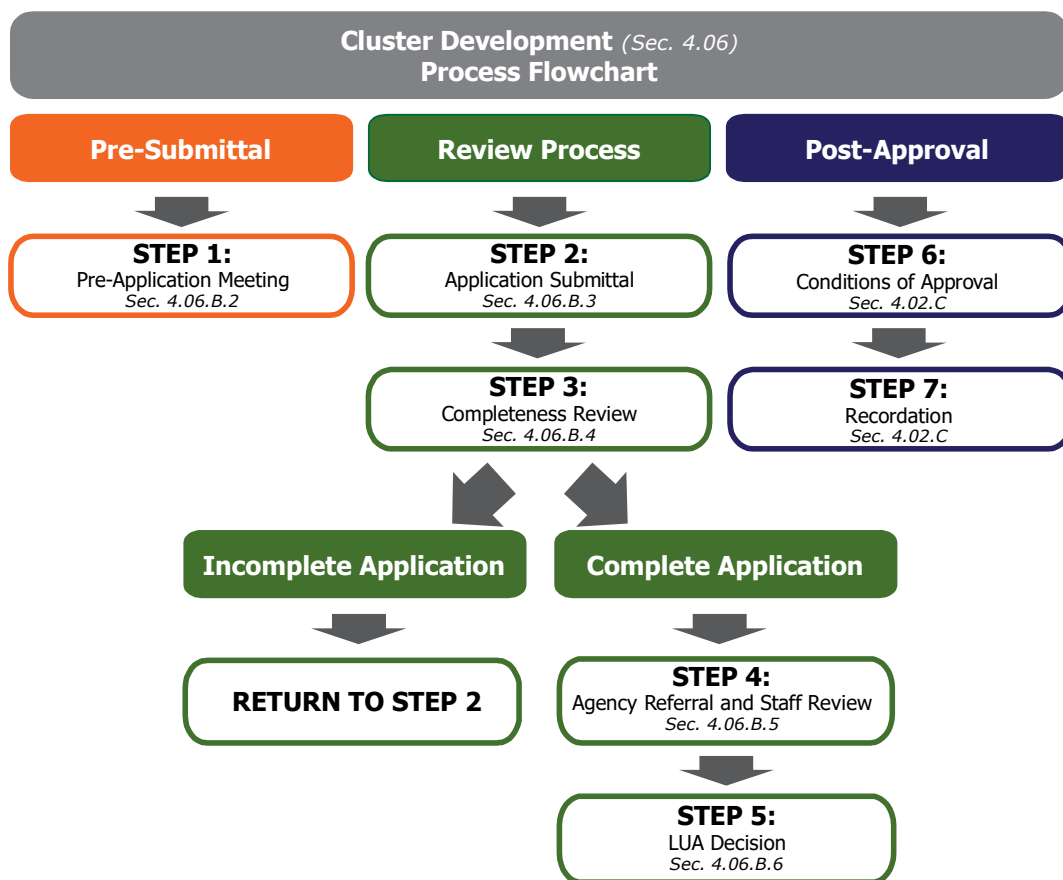 Cluster Development (Sec. 4.06)
Process Flowchart
Pre-Submittal
Review Process
Post-Approval
STEP 1:
Pre-Application Meeting
Sec. 4.06.B.2
STEP 2:
Application Submittal
Sec. 4.06.B.3
STEP 6:
Conditions of Approval
Sec. 4.02.C
STEP 3:
Completeness Review
Sec. 4.06.B.4
STEP 7:
Recordation
Sec. 4.02.C
Incomplete Application
Complete Application
RETURN TO STEP 2
STEP 4:
Agency Referral and Staff Review
Sec. 4.06.B.5
STEP 5:
LUA Decision
Sec. 4.06.B.6